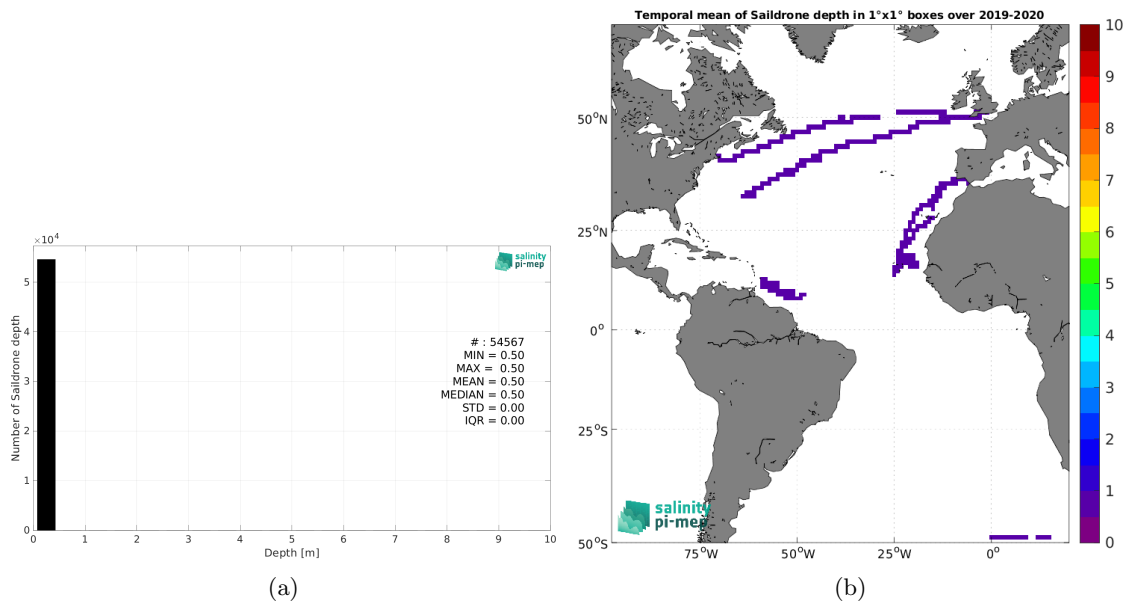 ×10⁴
5
4
3
2
1
0
Number of Saildrone depth
salinity
pi-mep
# : 54567
MIN = 0.50
MAX = 0.50
MEAN = 0.50
MEDIAN = 0.50
STD = 0.00
IQR = 0.00
0 1 2 3 4 5 6 7 8 9 10
Depth [m]
(a)
Temporal mean of Saildrone depth in 1°x1° boxes over 2019-2020
50°N
25°N
0°
25°S
50°S
salinity
pi-mep
75°W 50°W 25°W 0°
10
9
8
7
6
5
4
3
2
1
0
(b)